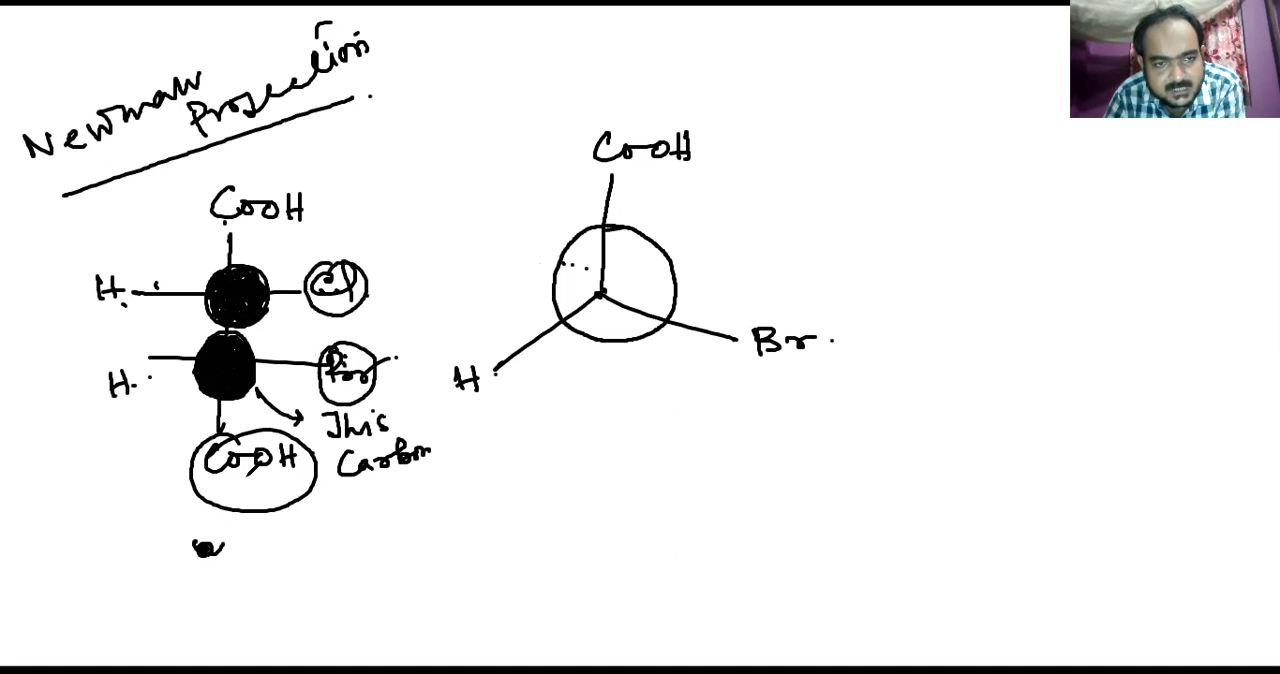 Newman
Projection
COOH
H. Cl
H. Br
This
Carbon
COOH
COOH
H
Br